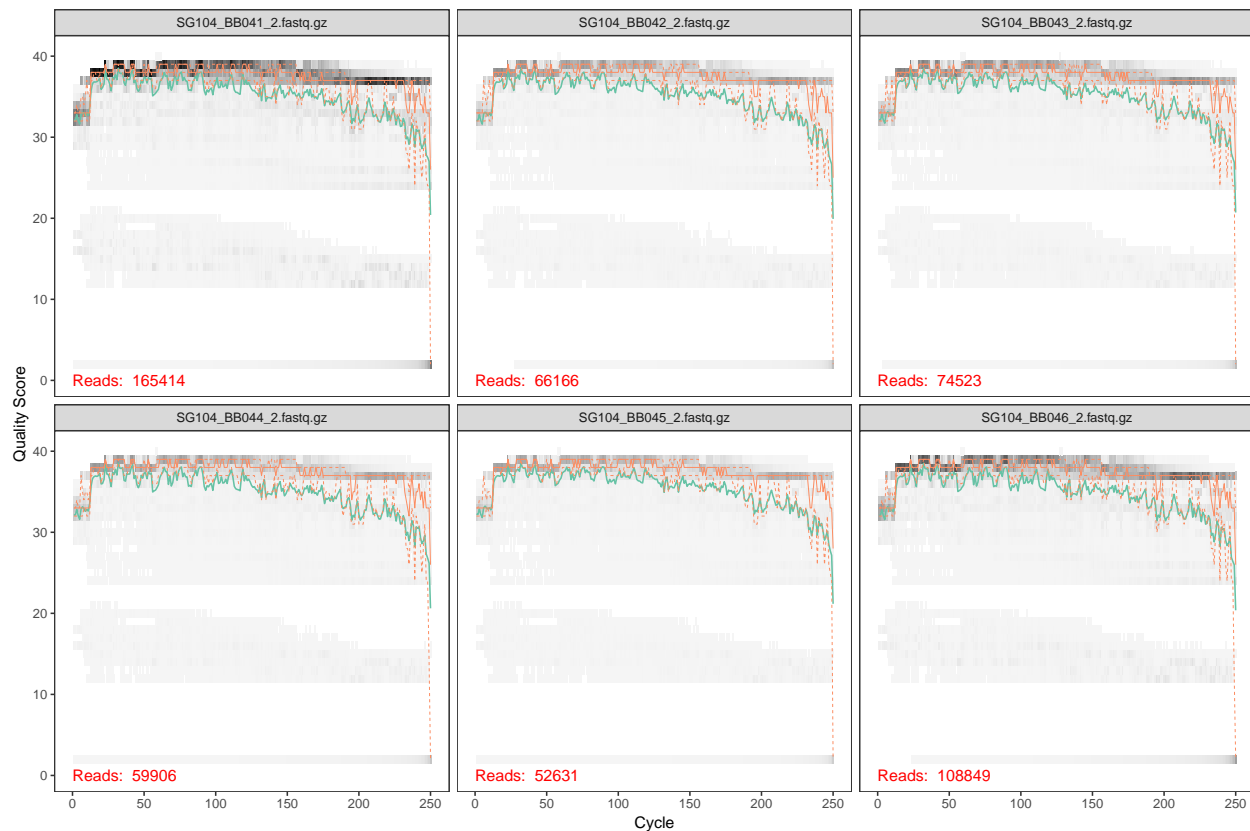 SG104_BB041_2.fastq.gz
SG104_BB042_2.fastq.gz
SG104_BB043_2.fastq.gz
40
30
20
10
0
Reads: 165414
Reads: 66166
Reads: 74523
SG104_BB044_2.fastq.gz
SG104_BB045_2.fastq.gz
SG104_BB046_2.fastq.gz
40
30
20
10
0
Reads: 59906
Reads: 52631
Reads: 108849
0 50 100 150 200 250
0 50 100 150 200 250
0 50 100 150 200 250
Cycle
Quality Score